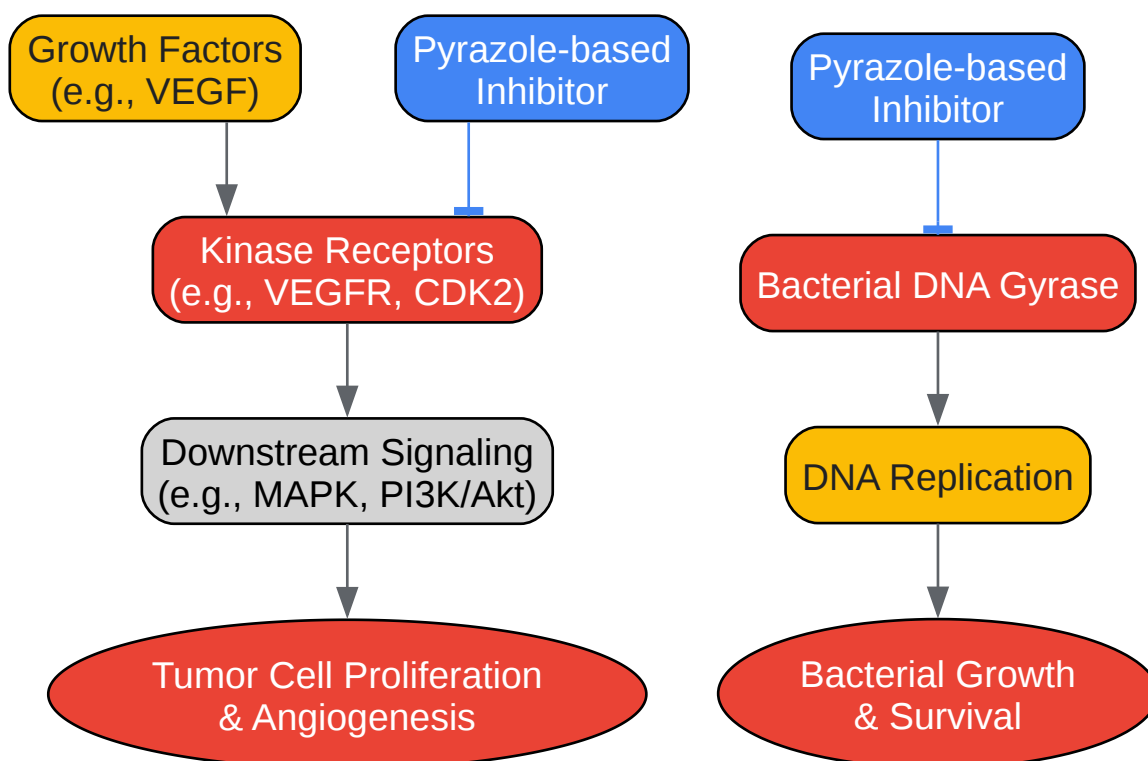 Growth Factors
(e.g., VEGF)
Pyrazole-based
Inhibitor
Pyrazole-based
Inhibitor
Kinase Receptors
(e.g., VEGFR, CDK2)
Bacterial DNA Gyrase
Downstream Signaling
(e.g., MAPK, PI3K/Akt)
DNA Replication
Tumor Cell Proliferation
& Angiogenesis
Bacterial Growth
& Survival